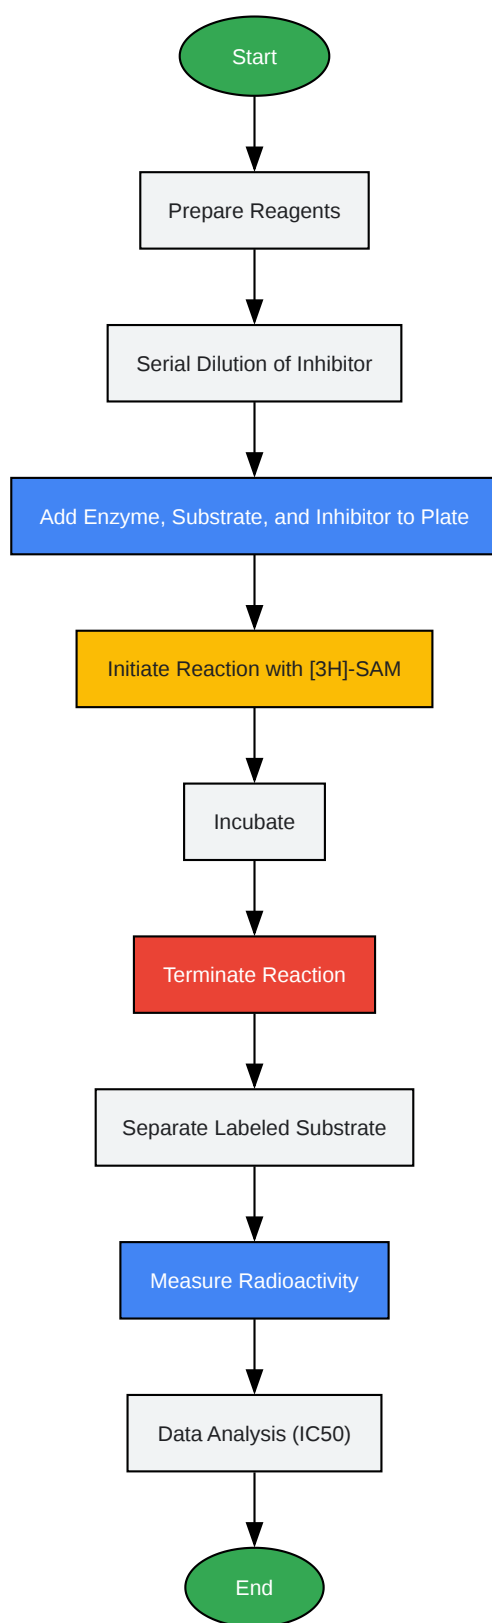 Start
Prepare Reagents
Serial Dilution of Inhibitor
Add Enzyme, Substrate, and Inhibitor to Plate
Initiate Reaction with [3H]-SAM
Incubate
Terminate Reaction
Separate Labeled Substrate
Measure Radioactivity
Data Analysis (IC50)
End